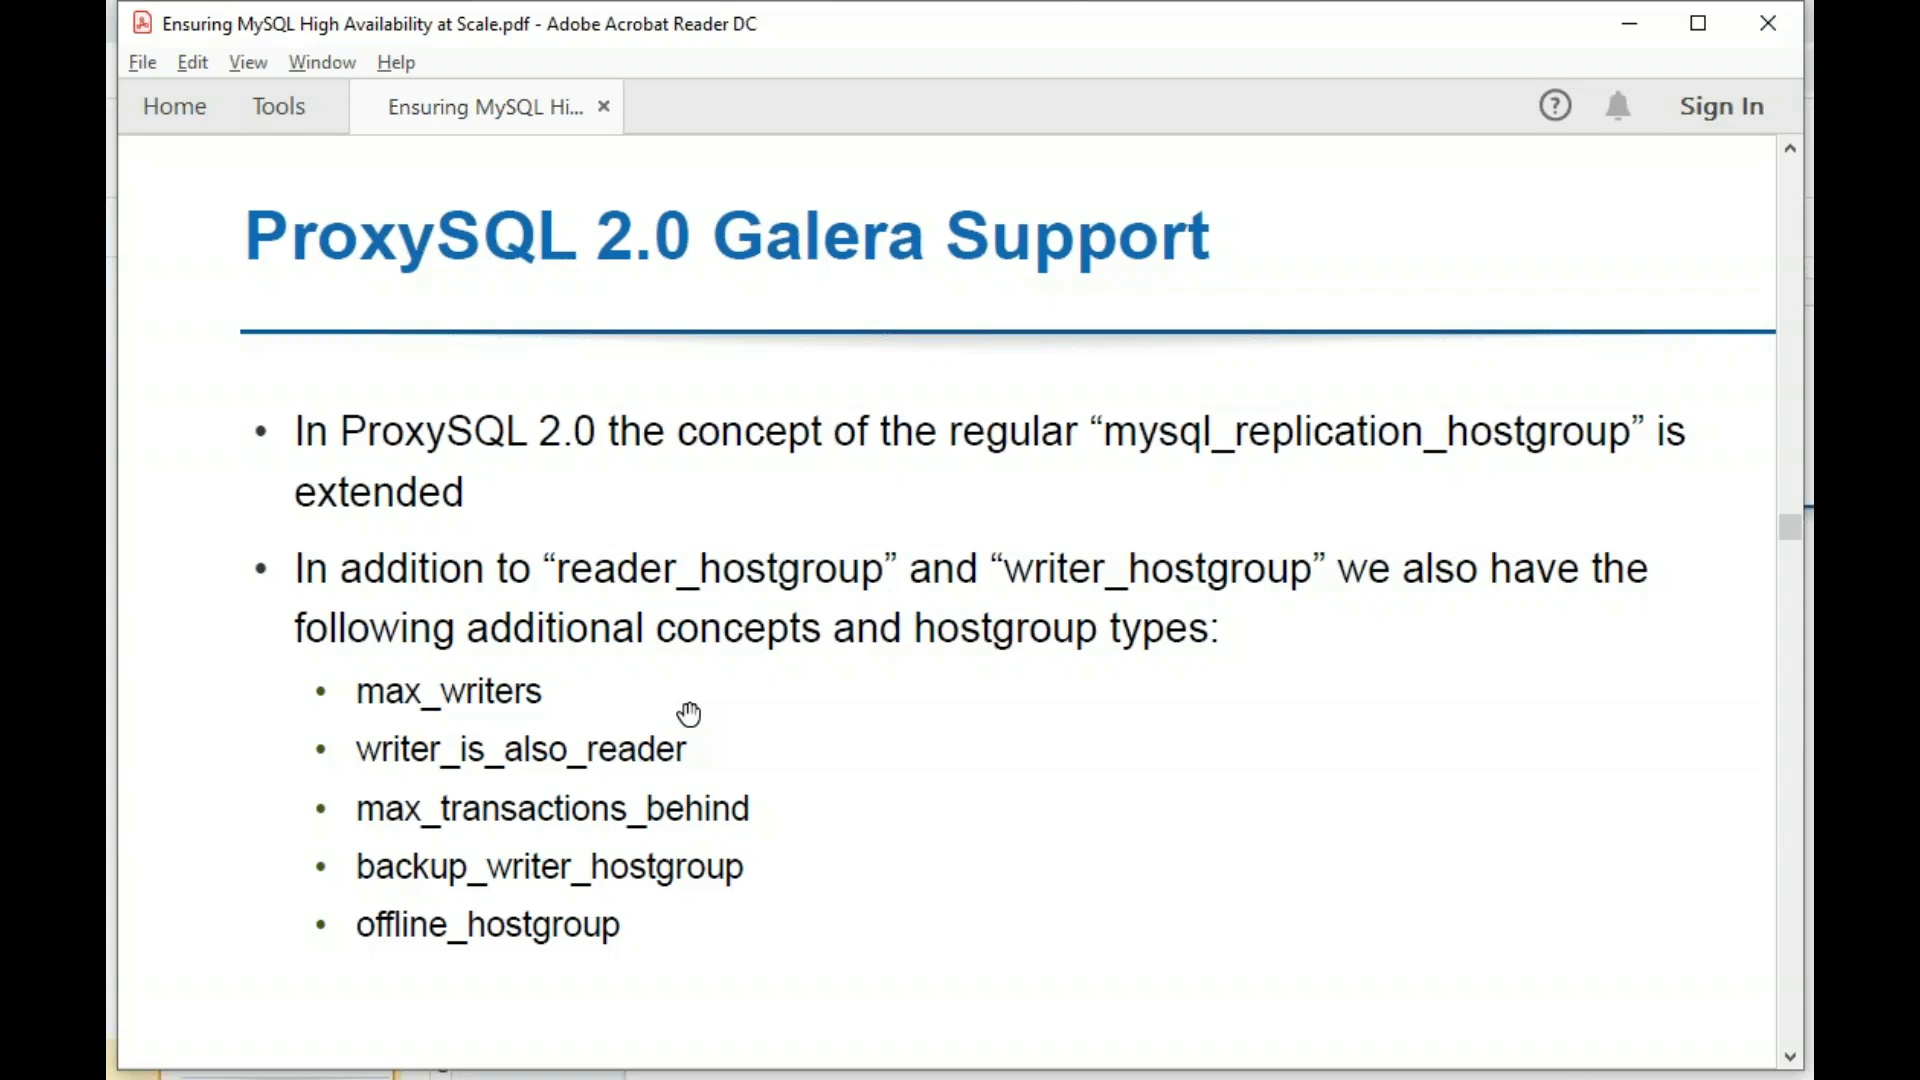 Ensuring MySQL High Availability at Scale.pdf - Adobe Acrobat Reader DC
File Edit View Window Help
Home Tools Ensuring MySQL Hi... × ? Sign In
ProxySQL 2.0 Galera Support
• In ProxySQL 2.0 the concept of the regular “mysql_replication_hostgroup” is
extended
• In addition to “reader_hostgroup” and “writer_hostgroup” we also have the
following additional concepts and hostgroup types:
• max_writers
• writer_is_also_reader
• max_transactions_behind
• backup_writer_hostgroup
• offline_hostgroup